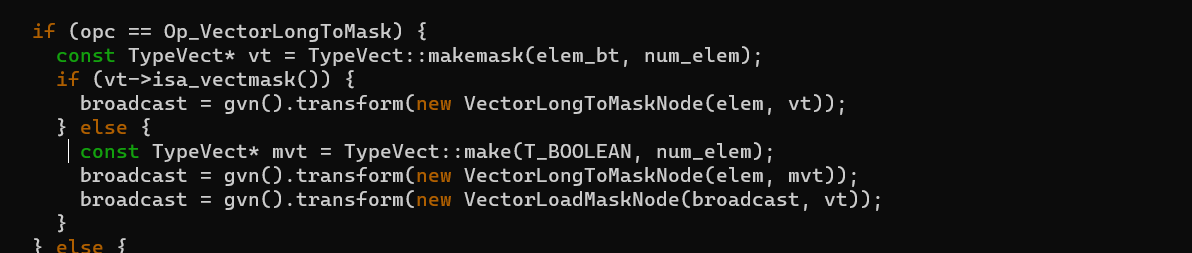 if (opc == Op_VectorLongToMask) {
const TypeVect* vt = TypeVect::makemask(elem_bt, num_elem);
if (vt->isa_vectmask()) {
broadcast = gvn().transform(new VectorLongToMaskNode(elem, vt));
} else {
const TypeVect* mvt = TypeVect::make(T_BOOLEAN, num_elem);
broadcast = gvn().transform(new VectorLongToMaskNode(elem, mvt));
broadcast = gvn().transform(new VectorLoadMaskNode(broadcast, vt));
}
} else {